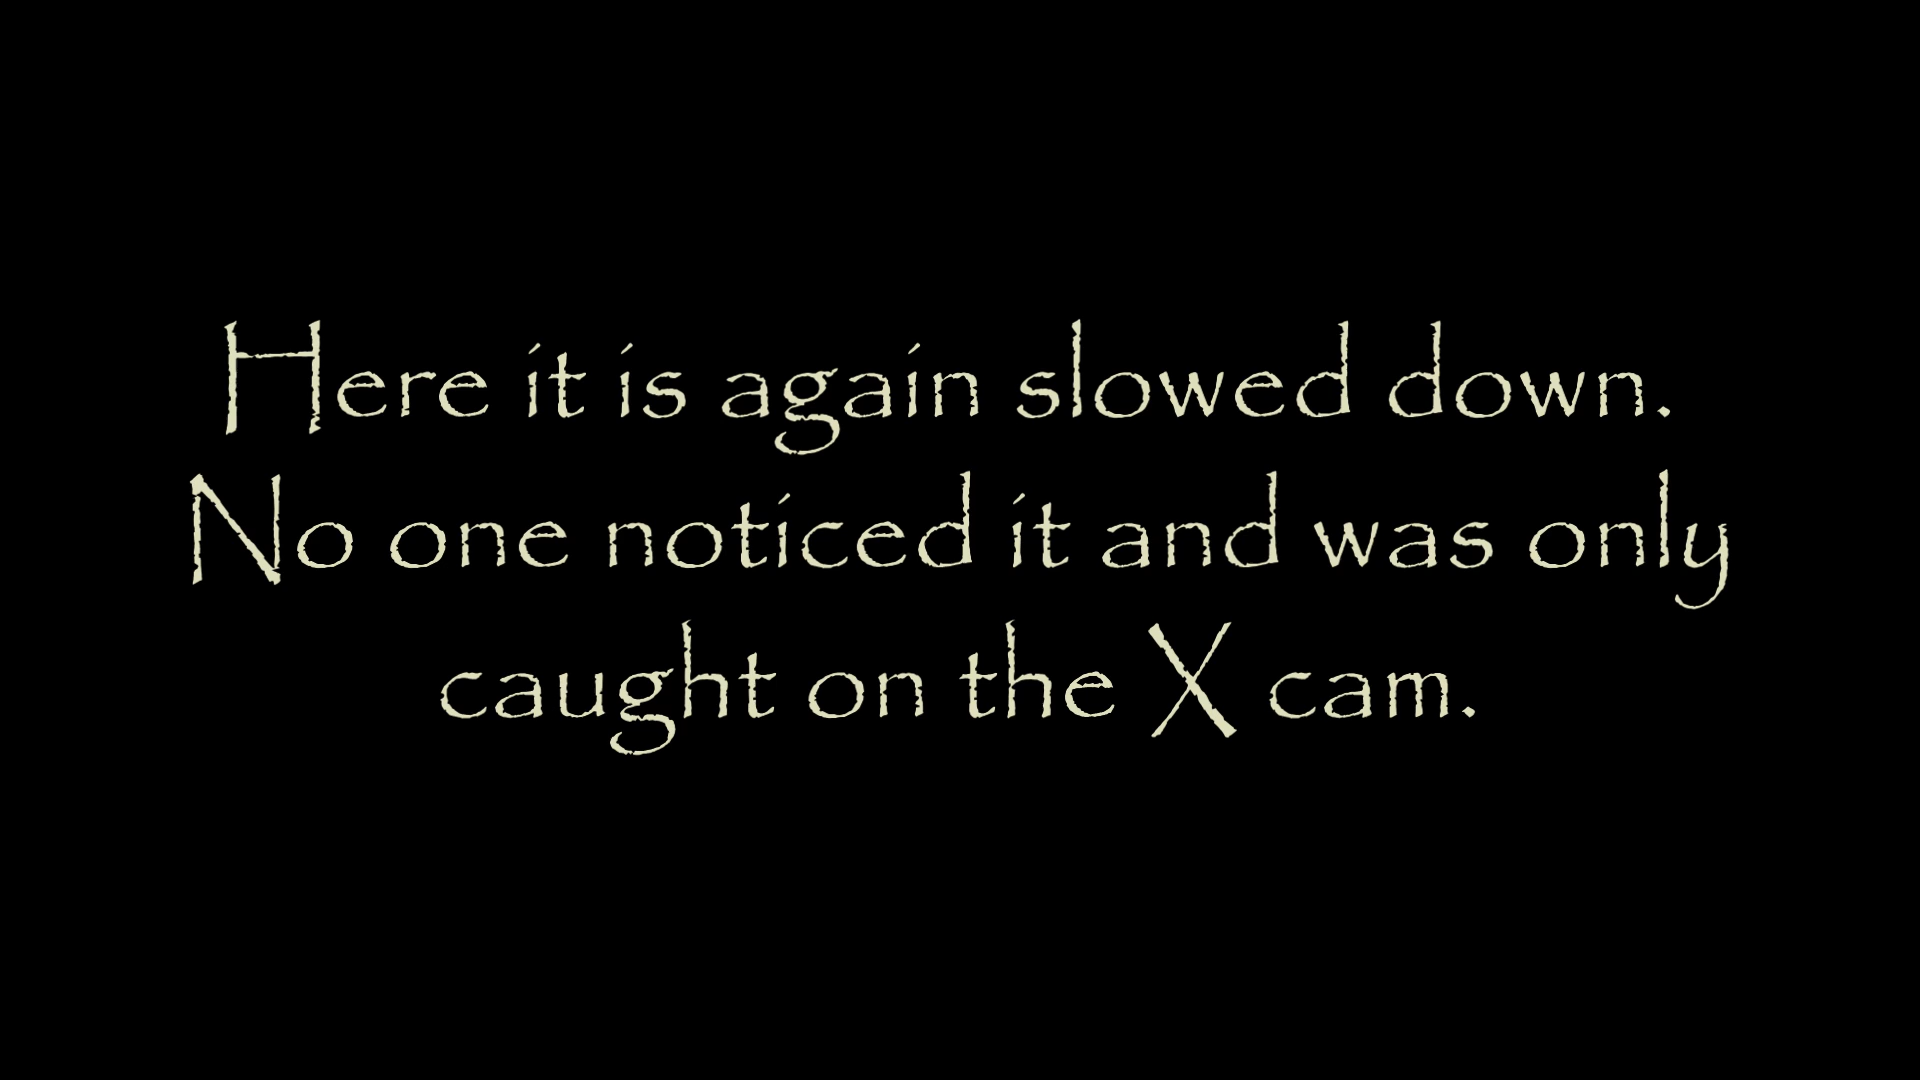 Here it is again slowed down.
No one noticed it and was only
caught on the X cam.